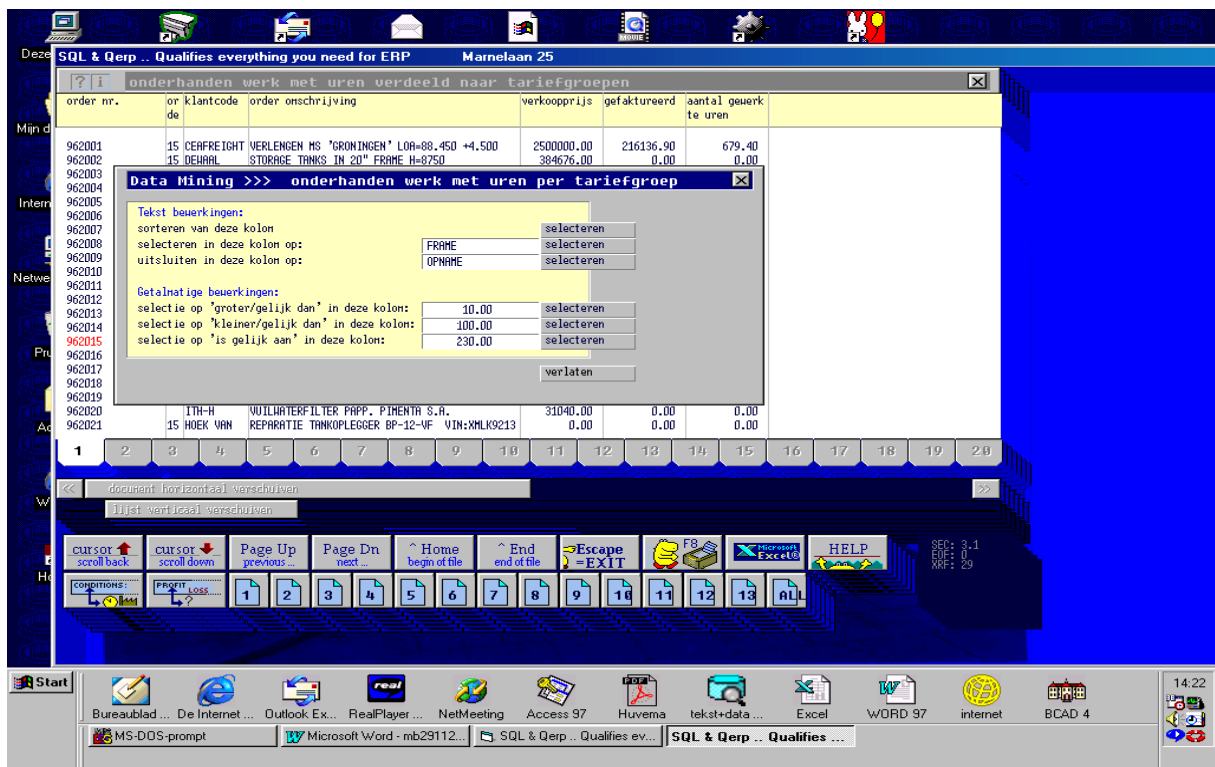 MOVIE
Deze
SQL & Qerp .. Qualifies everything you need for ERP Marnelaan 25
? i onderhanden werk met uren verdeeld naar tariefgroepen
order nr. or klantcode order omschrijving verkoopprijs gefaktureerd aantal gewerk
de te uren
Mijn d
962001 15 CEAFREIGHT VERLENGEN MS 'GRONINGEN' LOA=88.450 +4.500 2500000.00 216136.90 679.40
962002 15 DEWAAL STORAGE TANKS IN 20" FRAME H=8750 384676.00 0.00 0.00
962003
962004
962005
962006
962007
962008
962009
962010
962011
962012
962013
962014
962015
962016
962017
962018
962019
Data Mining >>> onderhanden werk met uren per tariefgroep
Tekst bewerkingen:
sorteren van deze kolom selecteren
selecteren in deze kolom op: FRAME selecteren
uitsluiten in deze kolom op: OPNAME selecteren
Getalmatige bewerkingen:
selectie op 'groter/gelijk dan' in deze kolom: 10.00 selecteren
selectie op 'kleiner/gelijk dan' in deze kolom: 100.00 selecteren
selectie op 'is gelijk aan' in deze kolom: 230.00 selecteren
verlaten
Intern
Netwe
Pru
962020 ITH-H VUILWATERFILTER PAPP. PIMENTA S.A. 31040.00 0.00 0.00
962021 15 HOEK VAN REPARATIE TANKOPLEGGER BP-12-VF VIN:XMLK9213 0.00 0.00 0.00
Ac
1 2 3 4 5 6 7 8 9 10 11 12 13 14 15 16 17 18 19 20
<< document horizontaal verschuiven >>
W
lijst verticaal verschuiven
cursor cursor Page Up Page Dn ^ Home ^ End Escape F8 Microsoft HELP
scroll back scroll down previous ... next ... begin of file end of file =EXIT Excel®
SEC: 3.1
EOF: 0
XRF: 29
Ho
CONDITIONS: PROFIT LOSS ? 1 2 3 4 5 6 7 8 9 10 11 12 13 ALL
Start
real
PDF
W
14:22
Bureaublad ... De Internet ... Outlook Ex... RealPlayer ... NetMeeting Access 97 Huvema tekst+data ... Excel WORD 97 internet BCAD 4
MS-DOS-prompt Microsoft Word - mb29112... SQL & Qerp .. Qualifies ev... SQL & Qerp .. Qualifies ...